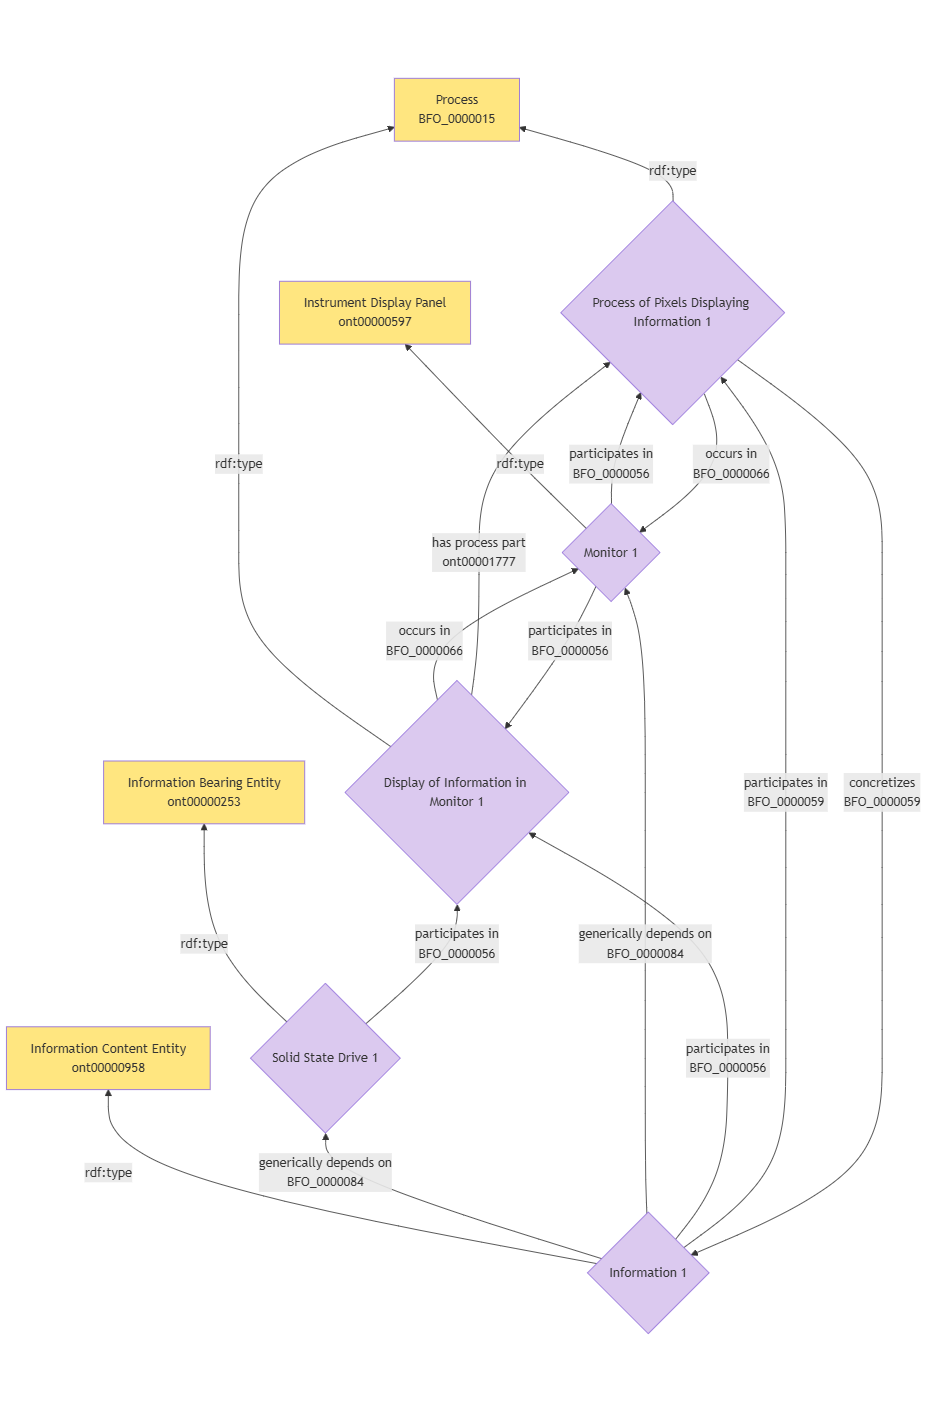 Process
BFO_0000015
rdf:type
Instrument Display Panel
ont00000597
Process of Pixels Displaying
Information 1
rdf:type
rdf:type
participates in
BFO_0000056
occurs in
BFO_0000066
has process part
ont00001777
Monitor 1
occurs in
BFO_0000066
participates in
BFO_0000056
Information Bearing Entity
ont00000253
Display of Information in
Monitor 1
participates in
BFO_0000059
concretizes
BFO_0000059
rdf:type
participates in
BFO_0000056
generically depends on
BFO_0000084
Information Content Entity
ont00000958
Solid State Drive 1
participates in
BFO_0000056
rdf:type
generically depends on
BFO_0000084
Information 1